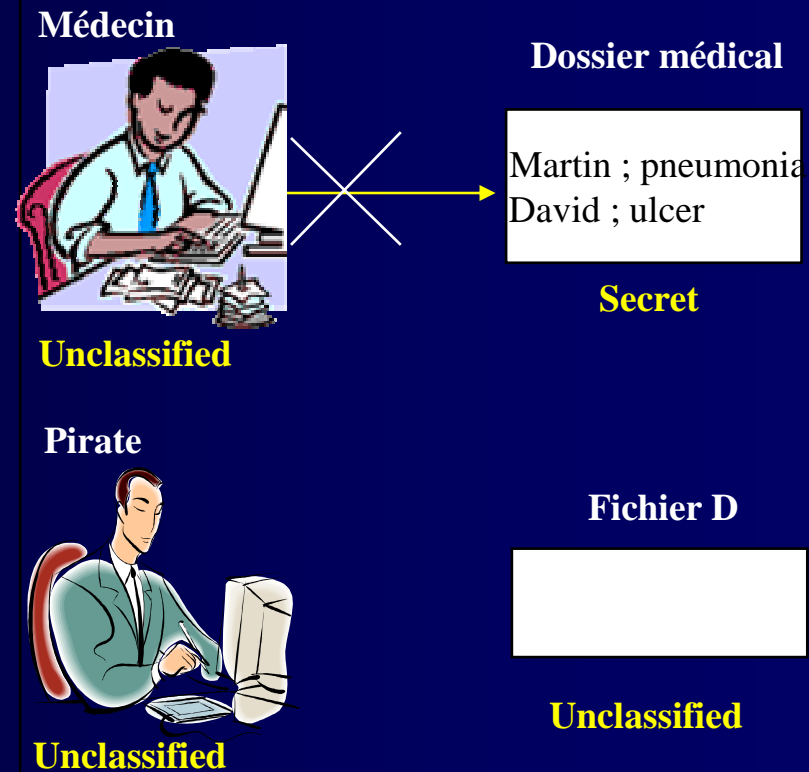 Médecin
Dossier médical
Martin ; pneumonia
David ; ulcer
Secret
Unclassified
Pirate
Fichier D
Unclassified
Unclassified